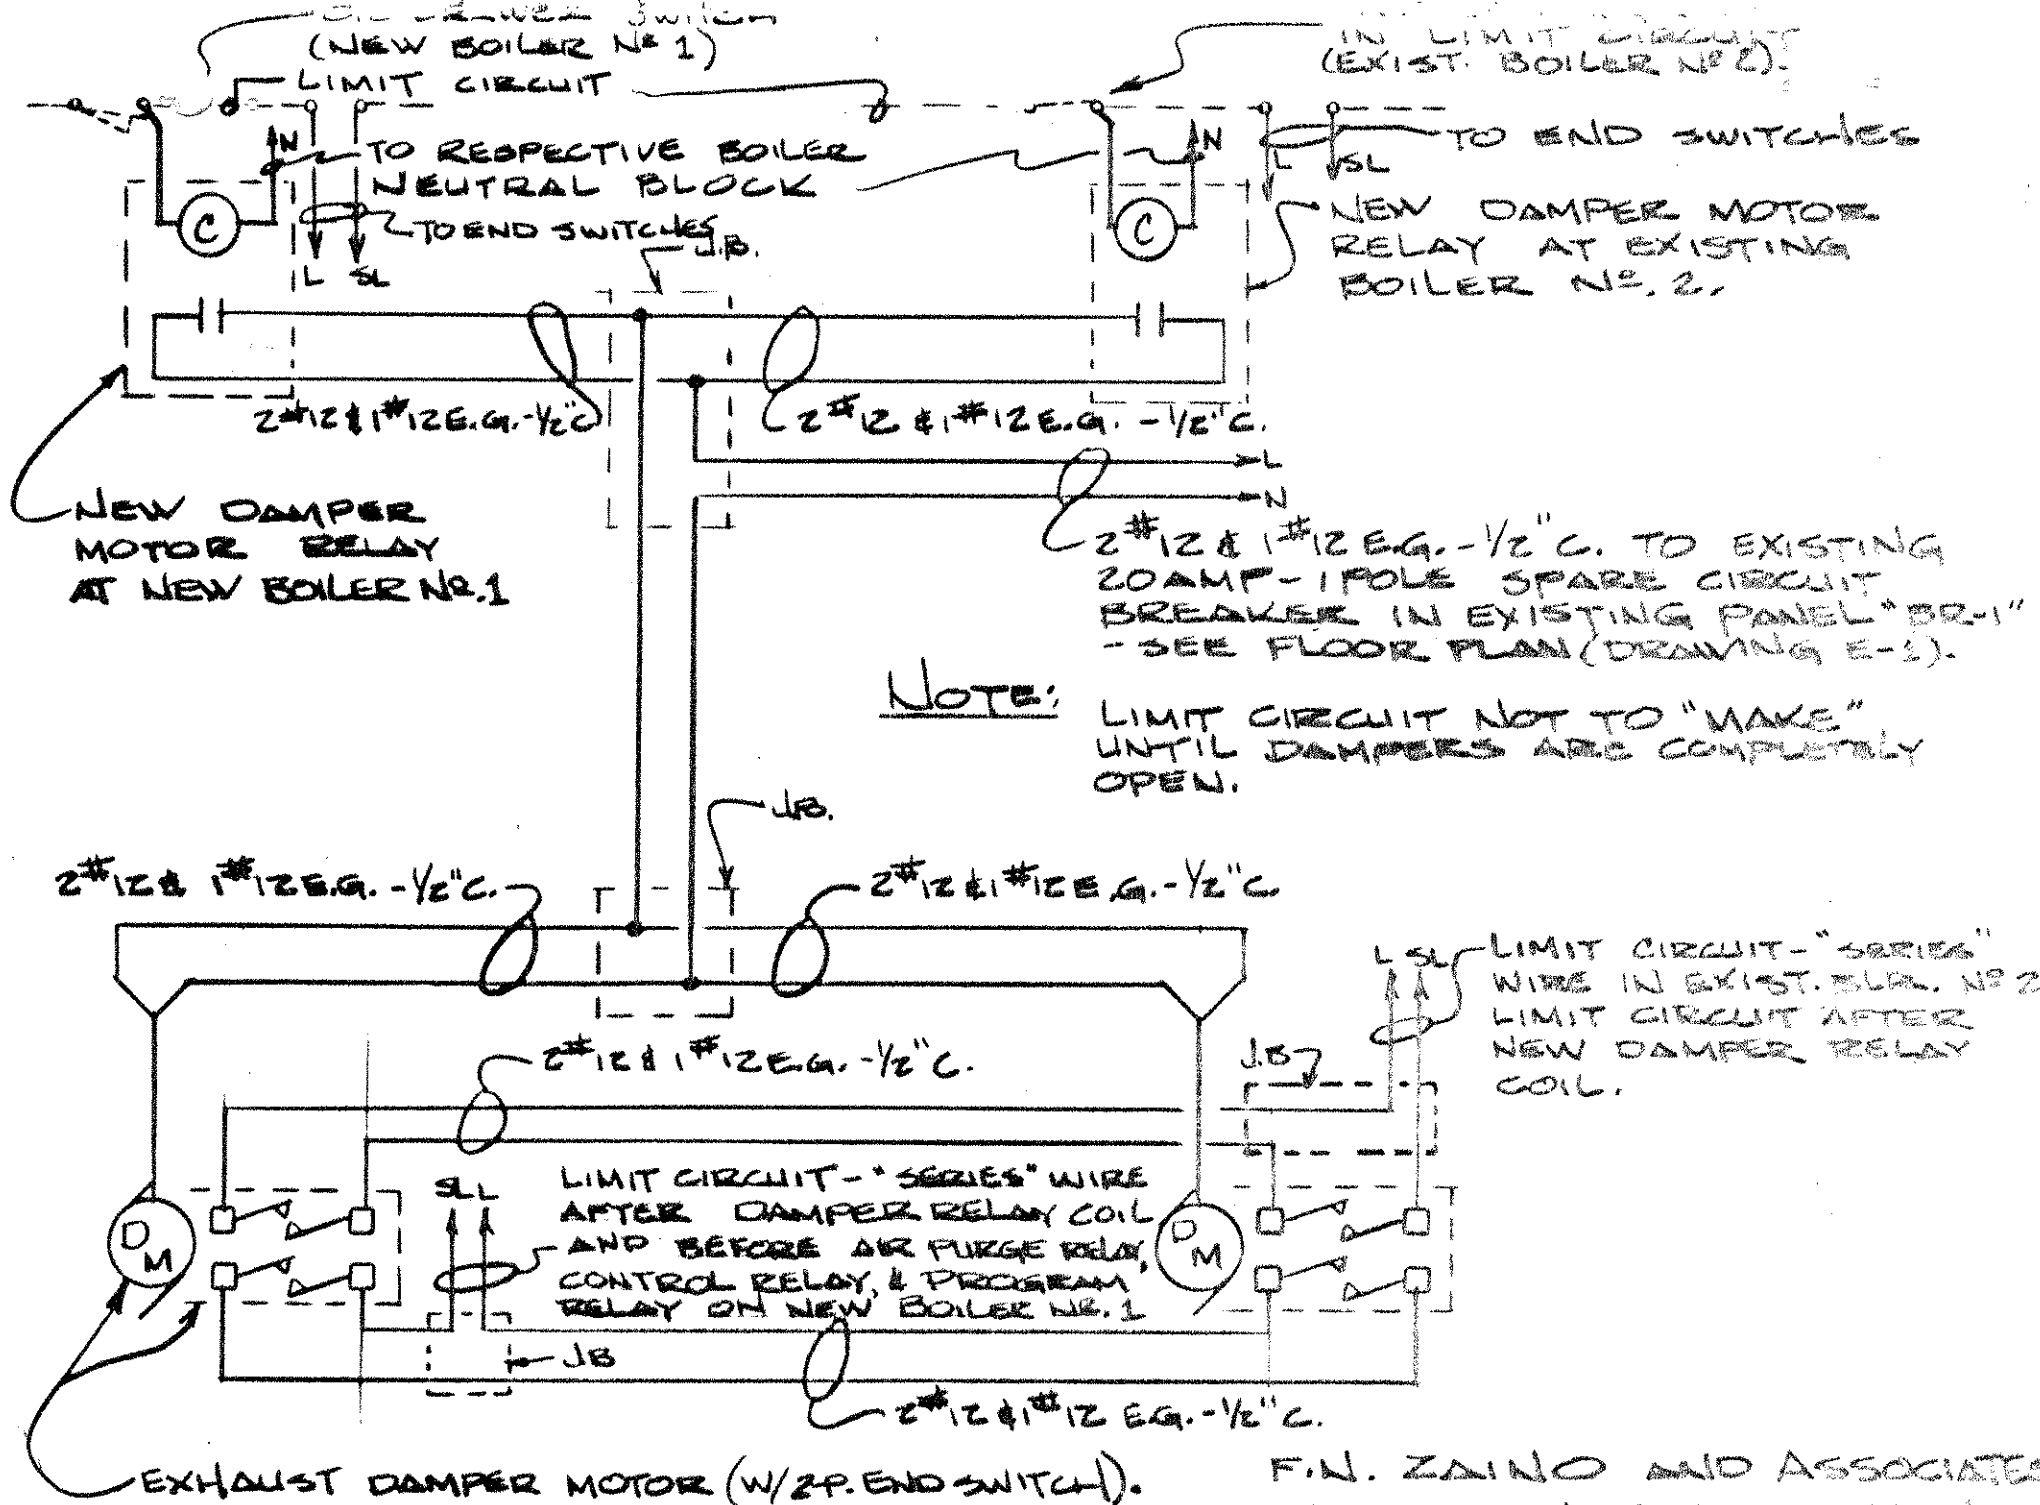 SWITCH
(NEW BOILER Nº 1)
LIMIT CIRCUIT
IN LIMIT CIRCUIT
(EXIST. BOILER Nº 2).
N
TO RESPECTIVE BOILER
NEUTRAL BLOCK
N
L
SL
TO END SWITCHES
C
TO END SWITCHES
J.B.
L
SL
C
NEW DAMPER MOTOR
RELAY AT EXISTING
BOILER Nº. 2.
2#12 & 1#12 E.G. -1/2"C
2#12 & 1#12 E.G. -1/2"C.
L
N
NEW DAMPER
MOTOR RELAY
AT NEW BOILER Nº.1
2#12 & 1#12 E.G. -1/2"C. TO EXISTING
20AMP-1POLE SPARE CIRCUIT
BREAKER IN EXISTING PANEL "BR-1"
- SEE FLOOR PLAN (DRAWING E-1).
NOTE:
LIMIT CIRCUIT NOT TO "MAKE"
UNTIL DAMPERS ARE COMPLETELY
OPEN.
J.B.
2#12 & 1#12 E.G. -1/2"C.
2#12 & 1#12 E.G. -1/2"C.
L SL
LIMIT CIRCUIT-"SERIES"
WIRE IN EXIST. BLR. Nº 2
LIMIT CIRCUIT AFTER
NEW DAMPER RELAY
COIL.
2#12 & 1#12 E.G. -1/2"C.
J.B
SL L
LIMIT CIRCUIT-"SERIES" WIRE
AFTER DAMPER RELAY COIL
AND BEFORE AIR PURGE RELAY,
CONTROL RELAY, & PROGRAM
RELAY ON NEW BOILER Nº. 1
D
M
D
M
JB
2#12 & 1#12 E.G. -1/2"C.
EXHAUST DAMPER MOTOR (W/2P. END SWITCH).
F.N. ZAINO AND ASSOCIATES